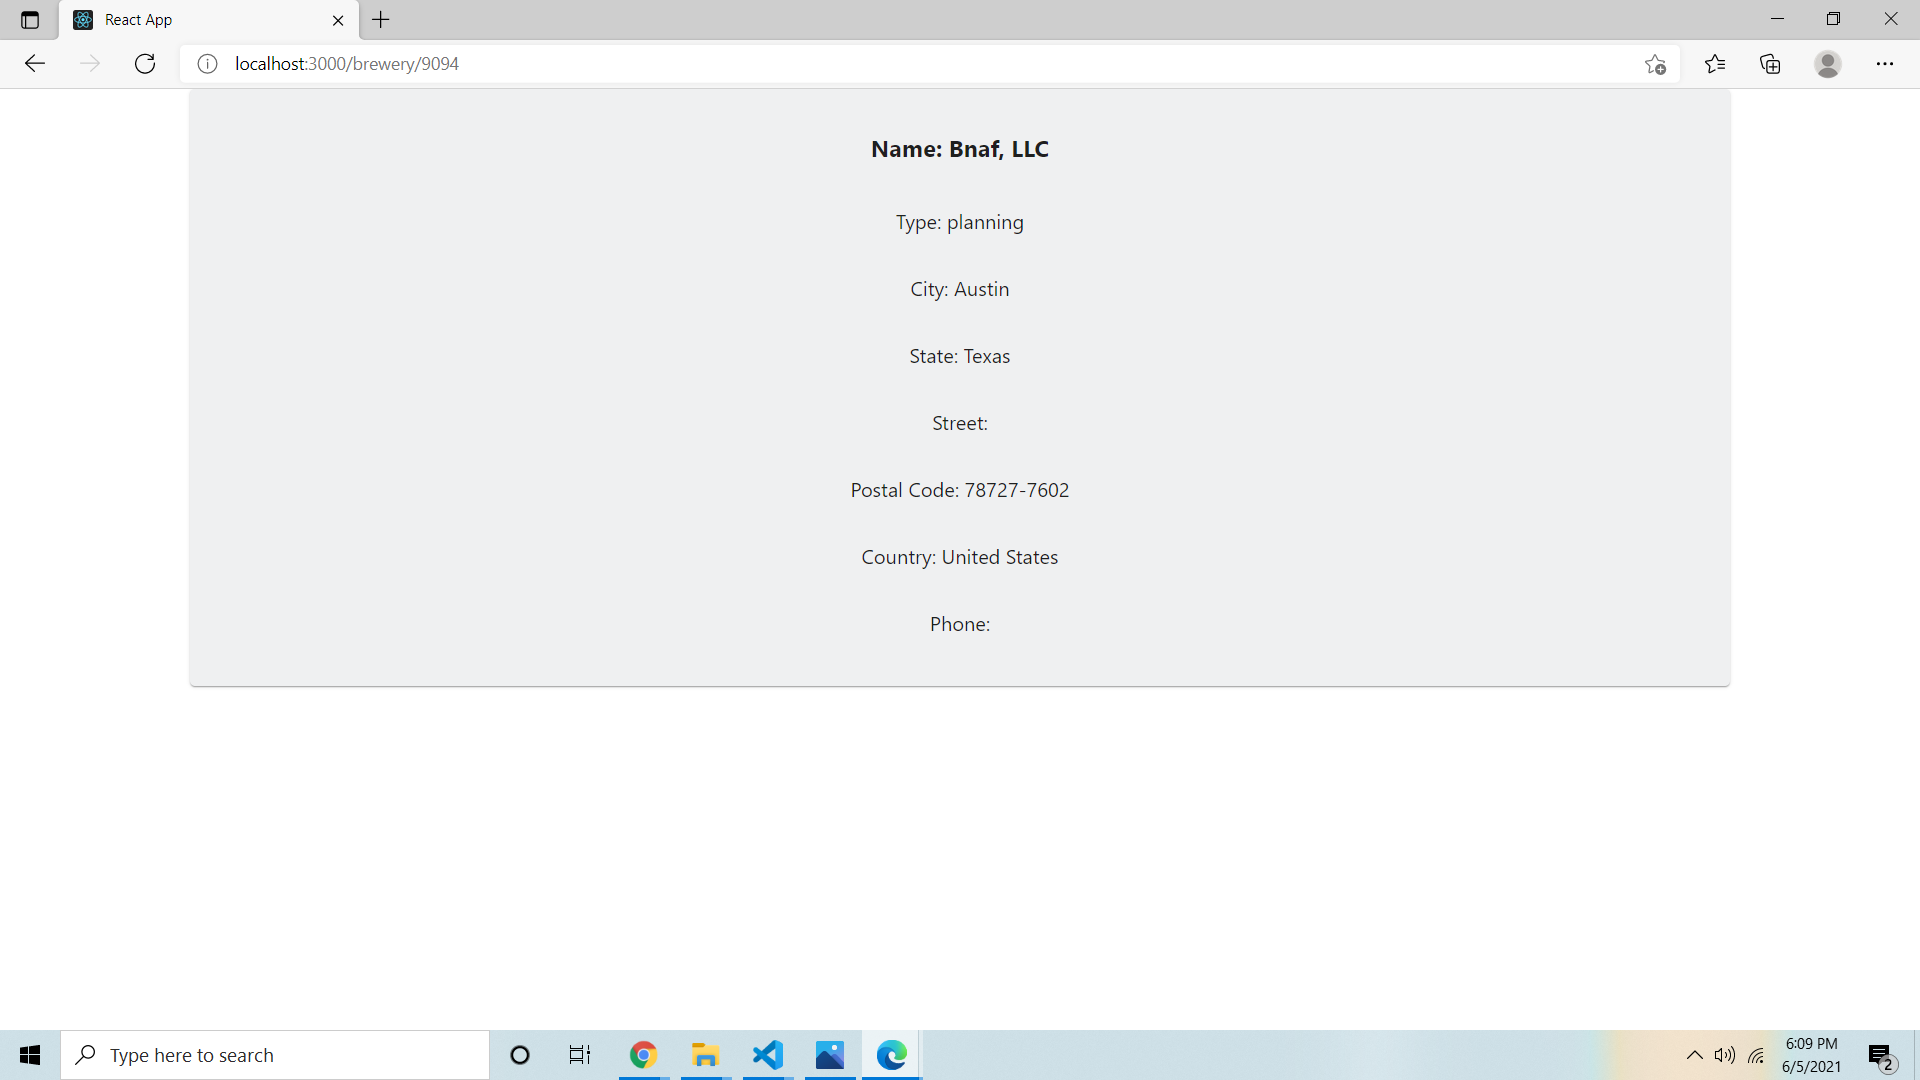 React App
localhost:3000/brewery/9094
Name: Bnaf, LLC
Type: planning
City: Austin
State: Texas
Street:
Postal Code: 78727-7602
Country: United States
Phone:
Type here to search
6:09 PM
6/5/2021
2